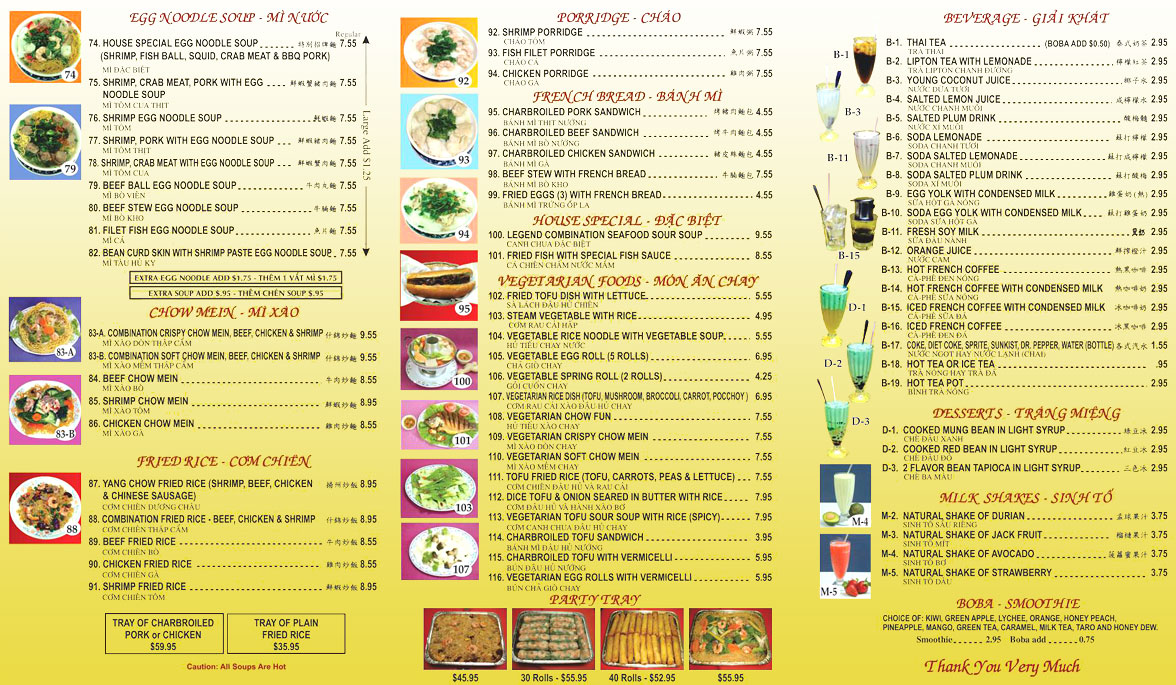 EGG NOODLE SOUP - MÌ NƯỚC
Regular
74. HOUSE SPECIAL EGG NOODLE SOUP 特別招牌麵 7.55
(SHRIMP, FISH BALL, SQUID, CRAB MEAT & BBQ PORK)
MÌ ĐẶC BIỆT
75. SHRIMP, CRAB MEAT, PORK WITH EGG 鮮蝦蟹豬肉麵 7.55
NOODLE SOUP
MÌ TÔM CUA THỊT
76. SHRIMP EGG NOODLE SOUP 鮮蝦麵 7.55
MÌ TÔM
77. SHRIMP, PORK WITH EGG NOODLE SOUP 鮮蝦豬肉麵 7.55
MÌ TÔM THỊT
78. SHRIMP, CRAB MEAT WITH EGG NOODLE SOUP 鮮蝦蟹肉麵 7.55
MÌ TÔM CUA
79. BEEF BALL EGG NOODLE SOUP 牛肉丸麵 7.55
MÌ BÒ VIÊN
80. BEEF STEW EGG NOODLE SOUP 牛腩麵 7.55
MÌ BÒ KHO
81. FILET FISH EGG NOODLE SOUP 魚片麵 7.55
MÌ CÁ
82. BEAN CURD SKIN WITH SHRIMP PASTE EGG NOODLE SOUP 7.55
MÌ TÀU HỦ KY
Large Add $1.25
EXTRA EGG NOODLE ADD $1.75 - THÊM 1 VẮT MÌ $1.75
EXTRA SOUP ADD $.95 - THÊM CHÉN SOUP $.95
CHOW MEIN - MÌ XÀO
83-A. COMBINATION CRISPY CHOW MEIN, BEEF, CHICKEN & SHRIMP 什錦炒麵 9.55
MÌ XÀO DÒN THẬP CẨM
83-B. COMBINATION SOFT CHOW MEIN, BEEF, CHICKEN & SHRIMP 什錦炒麵 9.55
MÌ XÀO MỀM THẬP CẨM
84. BEEF CHOW MEIN 牛肉炒麵 8.55
MÌ XÀO BÒ
85. SHRIMP CHOW MEIN 鮮蝦炒麵 8.95
MÌ XÀO TÔM
86. CHICKEN CHOW MEIN 雞肉炒麵 8.55
MÌ XÀO GÀ
FRIED RICE - CƠM CHIÊN
87. YANG CHOW FRIED RICE (SHRIMP, BEEF, CHICKEN 揚州炒飯 8.95
& CHINESE SAUSAGE)
CƠM CHIÊN DƯƠNG CHÂU
88. COMBINATION FRIED RICE - BEEF, CHICKEN & SHRIMP 什錦炒飯 8.95
CƠM CHIÊN THẬP CẨM
89. BEEF FRIED RICE 牛肉炒飯 8.55
CƠM CHIÊN BÒ
90. CHICKEN FRIED RICE 雞肉炒飯 8.55
CƠM CHIÊN GÀ
91. SHRIMP FRIED RICE 鮮蝦炒飯 8.95
CƠM CHIÊN TÔM
TRAY OF CHARBROILED
PORK or CHICKEN
$59.95
TRAY OF PLAIN
FRIED RICE
$35.95
Caution: All Soups Are Hot
74
79
83-A
83-B
88
PORRIDGE - CHÁO
92. SHRIMP PORRIDGE 鮮蝦粥 7.55
CHÁO TÔM
93. FISH FILET PORRIDGE 魚片粥 7.55
CHÁO CÁ
94. CHICKEN PORRIDGE 雞肉粥 7.55
CHÁO GÀ
FRENCH BREAD - BÁNH MÌ
95. CHARBROILED PORK SANDWICH 烤豬肉麵包 4.55
BÁNH MÌ THỊT NƯỚNG
96. CHARBROILED BEEF SANDWICH 烤牛肉麵包 4.55
BÁNH MÌ BÒ NƯỚNG
97. CHARBROILED CHICKEN SANDWICH 4.55
BÁNH MÌ GÀ
98. BEEF STEW WITH FRENCH BREAD 牛腩麵包 7.55
BÁNH MÌ BÒ KHO
99. FRIED EGGS (3) WITH FRENCH BREAD 4.55
BÁNH MÌ TRỨNG ỐP LA
HOUSE SPECIAL - ĐẶC BIỆT
100. LEGEND COMBINATION SEAFOOD SOUR SOUP 9.55
CANH CHUA ĐẶC BIỆT
101. FRIED FISH WITH SPECIAL FISH SAUCE 8.55
CÁ CHIÊN CHẤM NƯỚC MẮM
VEGETARIAN FOODS - MÓN ĂN CHAY
102. FRIED TOFU DISH WITH LETTUCE 5.55
SÀ LÁCH ĐẬU HỦ CHIÊN
103. STEAM VEGETABLE WITH RICE 4.95
CƠM RAU CẢI HẤP
104. VEGETABLE RICE NOODLE WITH VEGETABLE SOUP 5.55
HỦ TIẾU CHAY NƯỚC
105. VEGETABLE EGG ROLL (5 ROLLS) 6.95
CHẢ GIÒ CHAY
106. VEGETABLE SPRING ROLL (2 ROLLS) 4.25
GỎI CUỐN CHAY
107. VEGETARIAN RICE DISH (TOFU, MUSHROOM, BROCCOLI, CARROT, POCCHOY ) 6.95
CƠM RAU CẢI XÀO ĐẬU HỦ CHAY
108. VEGETARIAN CHOW FUN 7.55
HỦ TIẾU XÀO CHAY
109. VEGETARIAN CRISPY CHOW MEIN 7.55
MÌ XÀO DÒN CHAY
110. VEGETARIAN SOFT CHOW MEIN 7.55
MÌ XÀO MỀM CHAY
111. TOFU FRIED RICE (TOFU, CARROTS, PEAS & LETTUCE) 7.55
CƠM CHIÊN ĐẬU HỦ VÀ RAU CẢI
112. DICE TOFU & ONION SEARED IN BUTTER WITH RICE 7.95
CƠM ĐẬU HỦ VÀ HÀNH XÀO BƠ
113. VEGETARIAN TOFU SOUR SOUP WITH RICE (SPICY) 7.95
CƠM CANH CHUA ĐẬU HỦ CHAY
114. CHARBROILED TOFU SANDWICH 3.95
BÁNH MÌ ĐẬU HỦ NƯỚNG
115. CHARBROILED TOFU WITH VERMICELLI 5.95
BÚN ĐẬU HỦ NƯỚNG
116. VEGETARIAN EGG ROLLS WITH VERMICELLI 5.95
BÚN CHẢ GIÒ CHAY
PARTY TRAY
$45.95
30 Rolls - $55.95
40 Rolls - $52.95
$55.95
92
93
94
95
100
101
103
107
BEVERAGE - GIẢI KHÁT
B-1. THAI TEA (BOBA ADD $0.50) 泰式奶茶 2.95
TRÀ THÁI
B-2. LIPTON TEA WITH LEMONADE 檸檬紅茶 2.95
TRÀ LIPTON CHANH ĐƯỜNG
B-3. YOUNG COCONUT JUICE 椰子水 2.95
NƯỚC DỪA TƯƠI
B-4. SALTED LEMON JUICE 咸檸檬水 2.95
NƯỚC CHANH MUỐI
B-5. SALTED PLUM DRINK 2.95
NƯỚC XÍ MUỘI
B-6. SODA LEMONADE 蘇打檸檬 2.95
SODA CHANH TƯƠI
B-7. SODA SALTED LEMONADE 蘇打咸檸檬 2.95
SODA CHANH MUỐI
B-8. SODA SALTED PLUM DRINK 蘇打酸梅 2.95
SODA XÍ MUỘI
B-9. EGG YOLK WITH CONDENSED MILK 雞蛋奶(熱) 2.95
SỮA HỘT GÀ NÓNG
B-10. SODA EGG YOLK WITH CONDENSED MILK 蘇打雞蛋奶 2.95
SODA SỮA HỘT GÀ
B-11. FRESH SOY MILK 豆奶 2.95
SỮA ĐẬU NÀNH
B-12. ORANGE JUICE 鮮搾橙汁 2.95
NƯỚC CAM
B-13. HOT FRENCH COFFEE 熱黑咖啡 2.95
CÀ-PHÊ ĐEN NÓNG
B-14. HOT FRENCH COFFEE WITH CONDENSED MILK 熱咖啡奶 2.95
CÀ-PHÊ SỮA NÓNG
B-15. ICED FRENCH COFFEE WITH CONDENSED MILK 冰咖啡奶 2.95
CÀ-PHÊ SỮA ĐÁ
B-16. ICED FRENCH COFFEE 冰黑咖啡 2.95
CÀ-PHÊ ĐEN ĐÁ
B-17. COKE, DIET COKE, SPRITE, SUNKIST, DR. PEPPER, WATER (BOTTLE) 各式汽水 1.55
NƯỚC NGỌT HAY NƯỚC LẠNH (CHAI)
B-18. HOT TEA OR ICE TEA .95
TRÀ NÓNG HAY TRÀ ĐÁ
B-19. HOT TEA POT 2.95
BÌNH TRÀ NÓNG
DESSERTS - TRÁNG MIỆNG
D-1. COOKED MUNG BEAN IN LIGHT SYRUP 綠豆冰 2.95
CHÈ ĐẬU XANH
D-2. COOKED RED BEAN IN LIGHT SYRUP 紅豆冰 2.95
CHÈ ĐẬU ĐỎ
D-3. 2 FLAVOR BEAN TAPIOCA IN LIGHT SYRUP 三色冰 2.95
CHÈ BA MÀU
MILK SHAKES - SINH TỐ
M-2. NATURAL SHAKE OF DURIAN 3.75
SINH TỐ SẦU RIÊNG
M-3. NATURAL SHAKE OF JACK FRUIT 3.75
SINH TỐ MÍT
M-4. NATURAL SHAKE OF AVOCADO 3.75
SINH TỐ BƠ
M-5. NATURAL SHAKE OF STRAWBERRY 3.75
SINH TỐ DÂU
BOBA - SMOOTHIE
CHOICE OF: KIWI, GREEN APPLE, LYCHEE, ORANGE, HONEY PEACH,
PINEAPPLE, MANGO, GREEN TEA, CARAMEL, MILK TEA, TARO AND HONEY DEW.
Smoothie 2.95 Boba add 0.75
Thank You Very Much
B-1
B-3
B-11
B-15
D-1
D-2
D-3
M-4
M-5